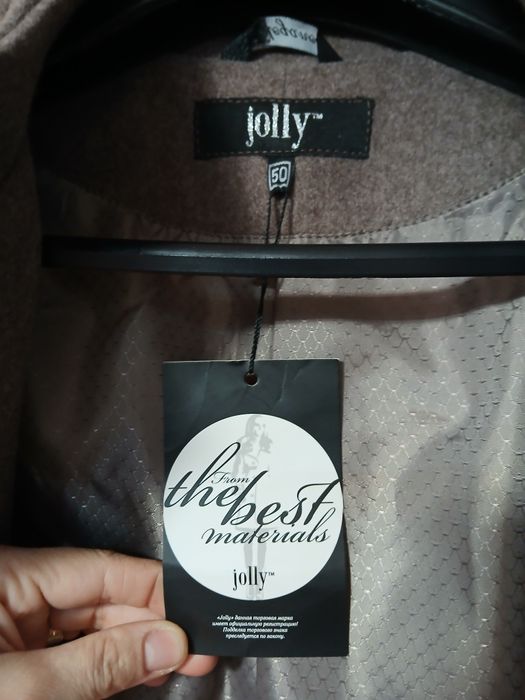 jolly™
50
From
the best
materials
jolly™
«Jolly» данная торговая марка
имеет официальную регистрацию!
Подделка торгового знака
преследуется по закону.